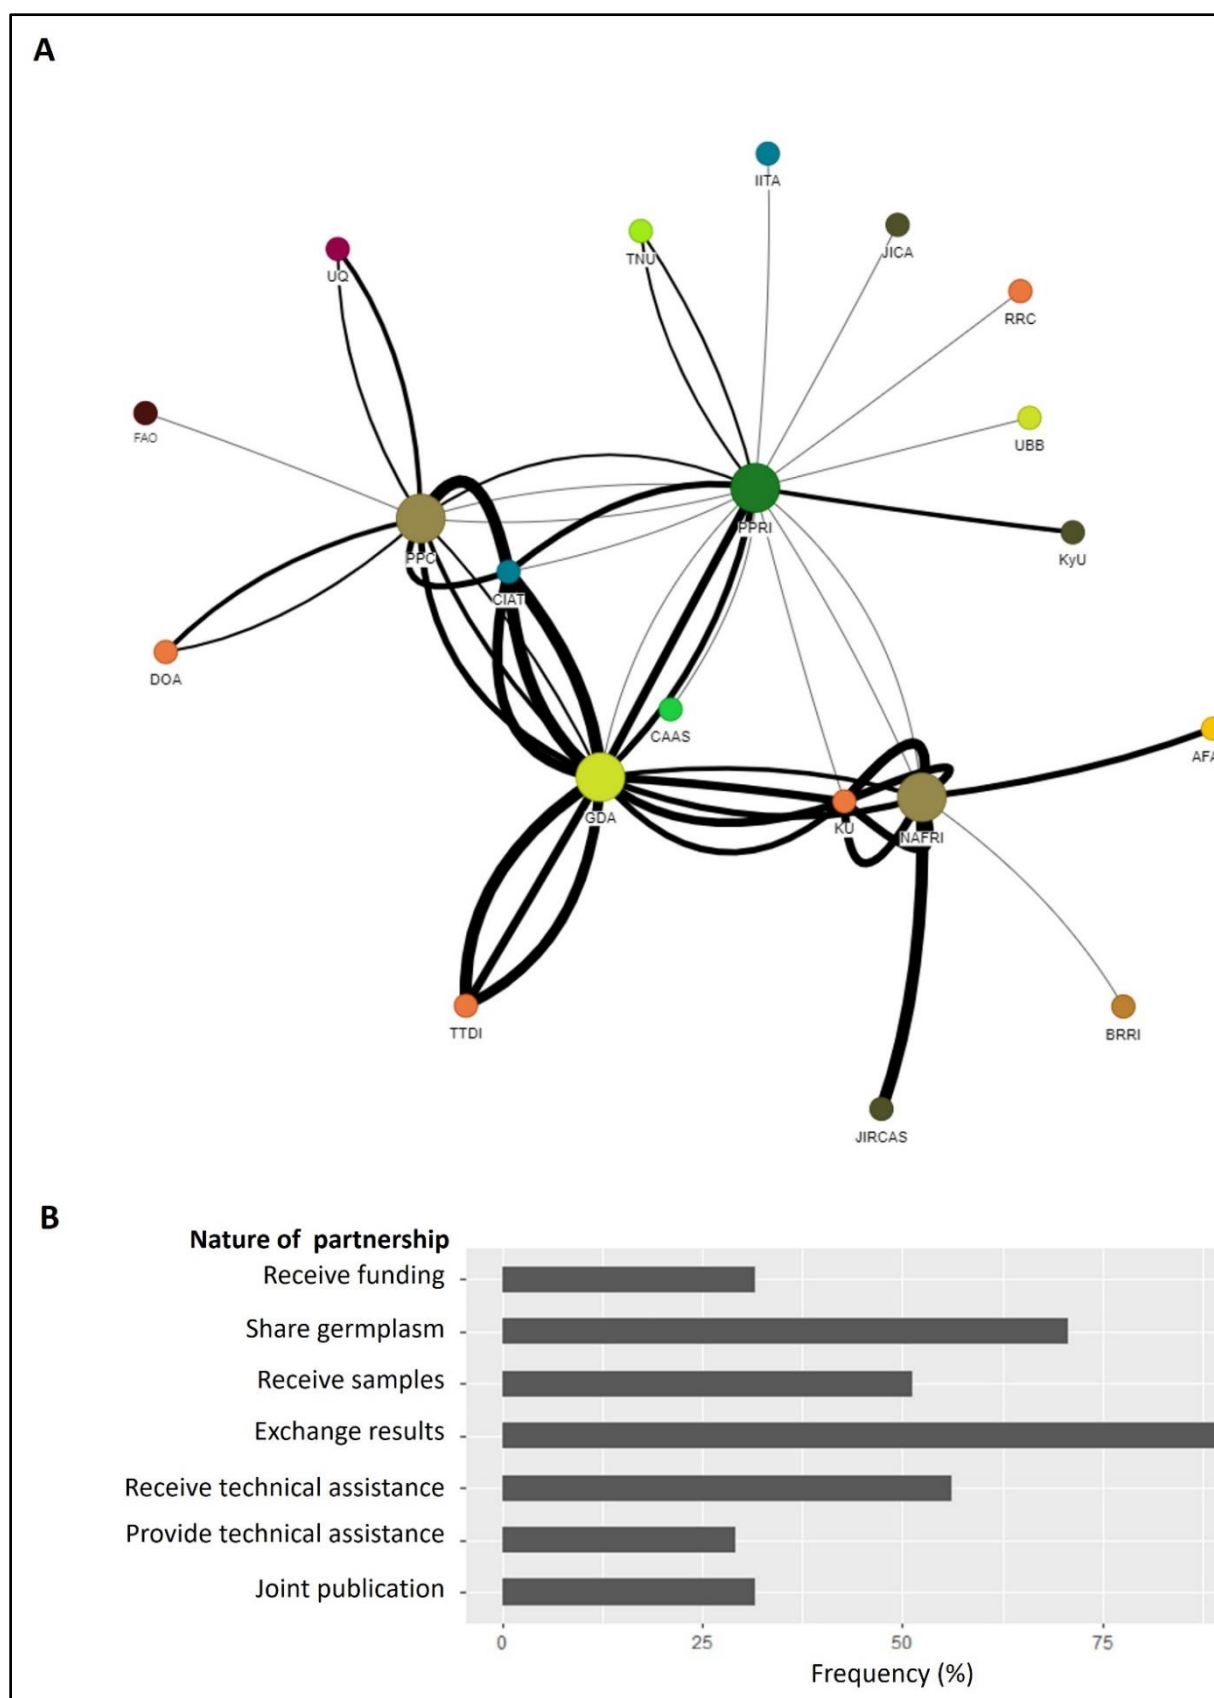 A
IITA
JICA
TNU
UQ
RRC
FAO
UBB
PPRI
PPC
KyU
CIAT
DOA
CAAS
AFA
GDA
KU
NAFRI
TTDI
BRRI
JIRCAS
B
Nature of partnership
Receive funding
Share germplasm
Receive samples
Exchange results
Receive technical assistance
Provide technical assistance
Joint publication
0 25 50 75
Frequency (%)